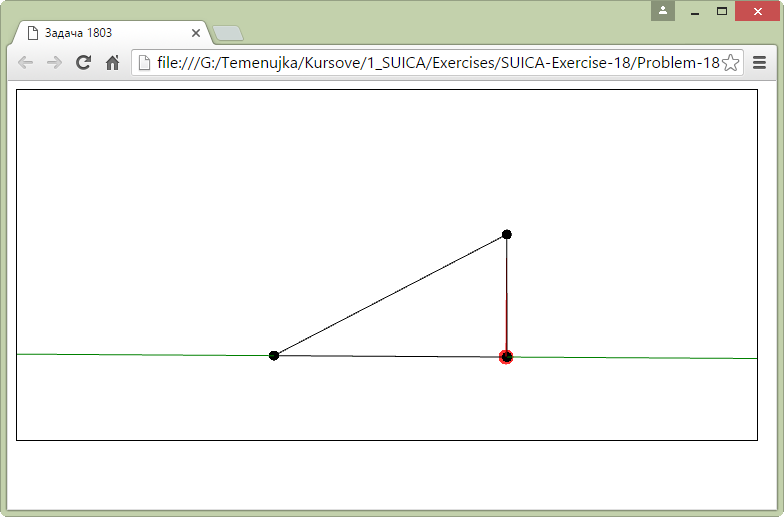 Задача 1803
file:///G:/Temenujka/Kursove/1_SUICA/Exercises/SUICA-Exercise-18/Problem-18